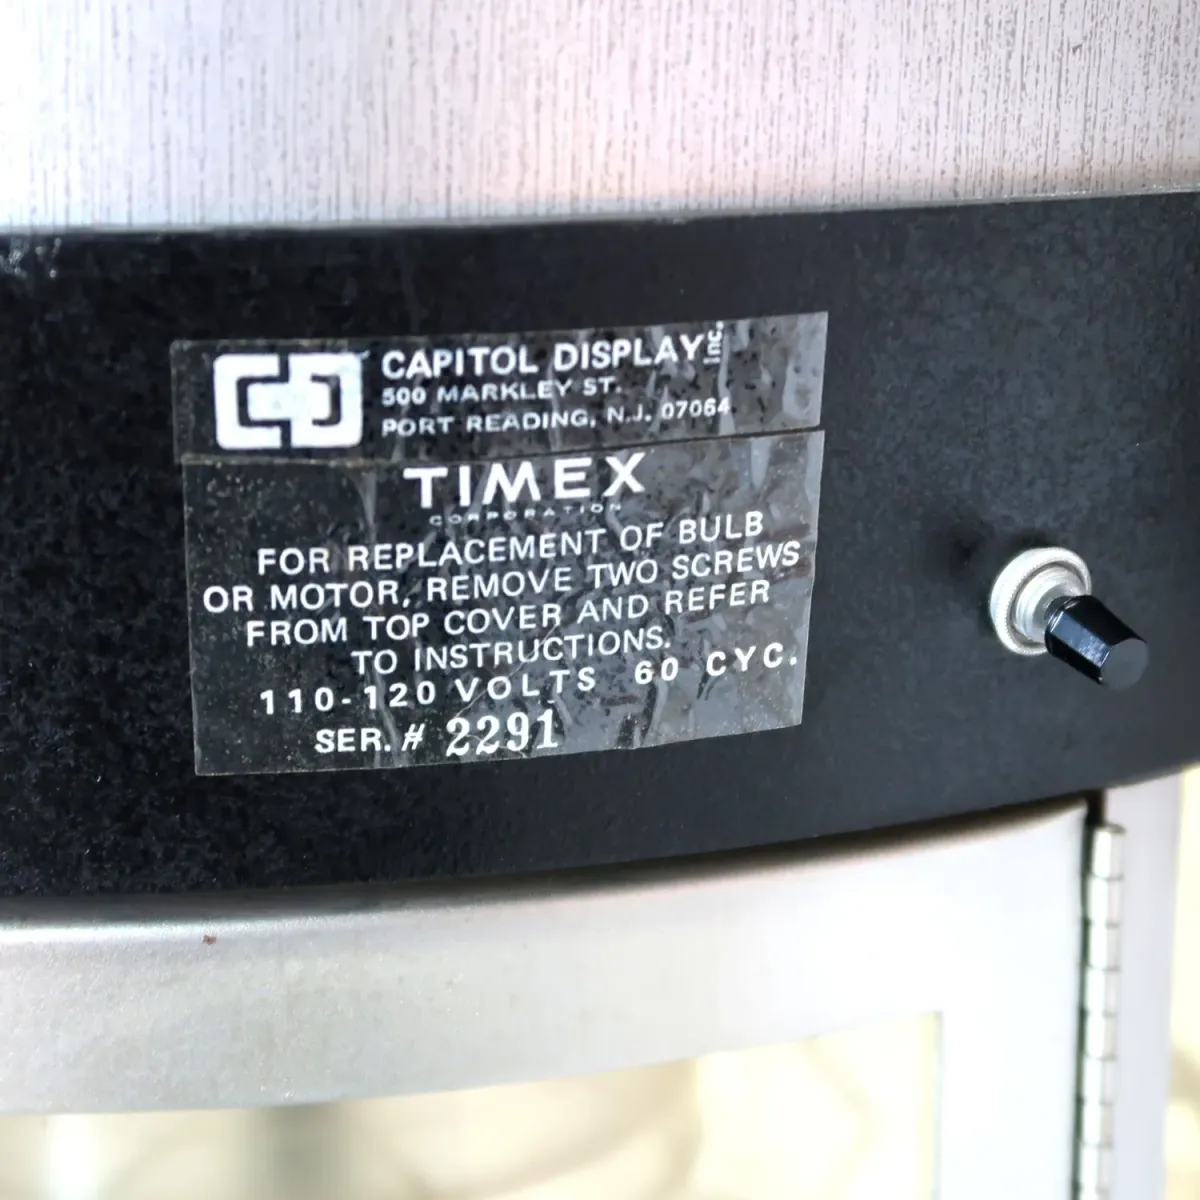 CAPITOL DISPLAY Inc.
500 MARKLEY ST.
PORT READING, N.J. 07064
TIMEX
CORPORATION
FOR REPLACEMENT OF BULB
OR MOTOR, REMOVE TWO SCREWS
FROM TOP COVER AND REFER
TO INSTRUCTIONS.
110-120 VOLTS 60 CYC.
SER. # 2291